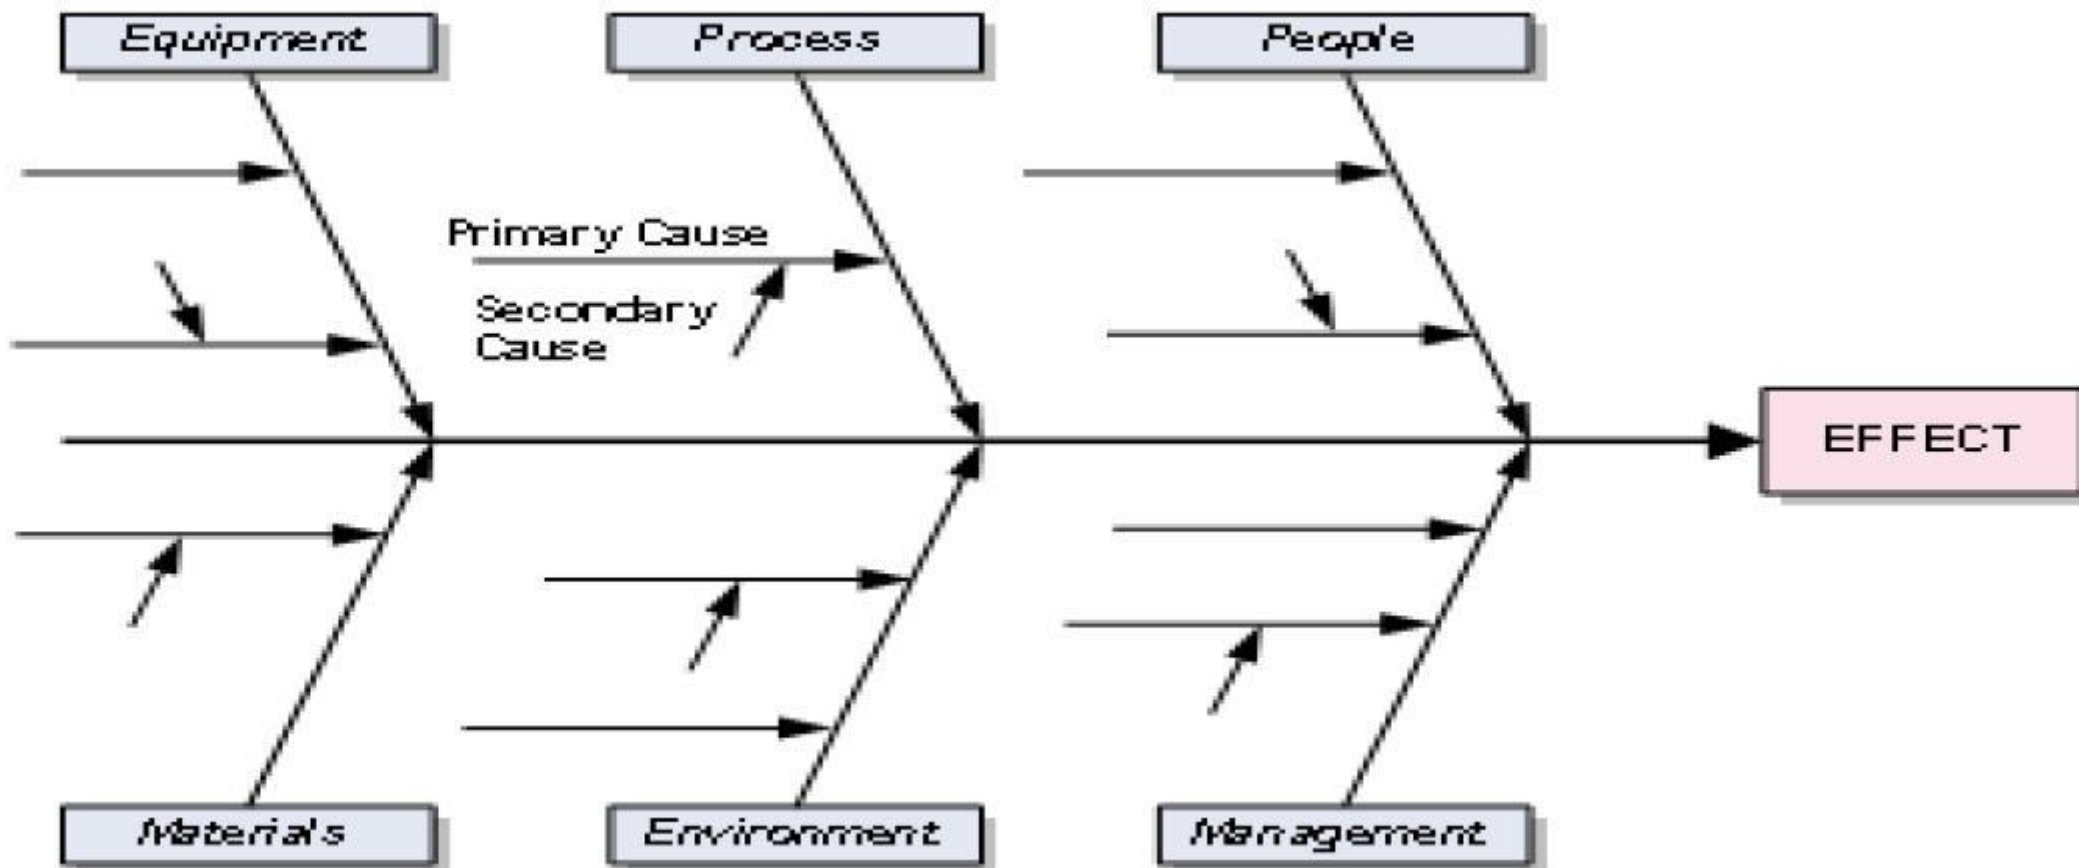 Equipment
Process
People
Primary Cause
Secondary
Cause
EFFECT
Materials
Environment
Management